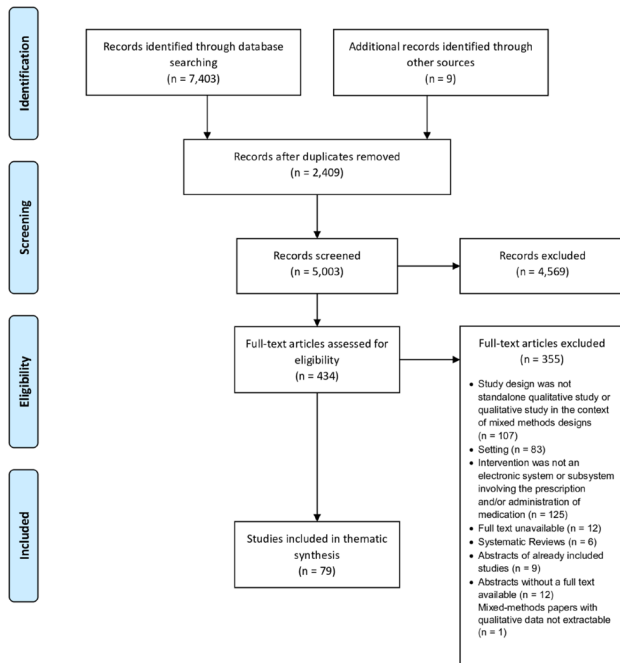 Identification
Records identified through database
searching
(n = 7,403)
Additional records identified through
other sources
(n = 9)
Records after duplicates removed
(n = 2,409)
Screening
Records screened
(n = 5,003)
Records excluded
(n = 4,569)
Eligibility
Full-text articles assessed for
eligibility
(n = 434)
Full-text articles excluded
(n = 355)
• Study design was not
standalone qualitative study or
qualitative study in the context
of mixed methods designs
(n = 107)
• Setting (n = 83)
• Intervention was not an
electronic system or subsystem
involving the prescription
and/or administration of
medication (n = 125)
• Full text unavailable (n = 12)
• Systematic Reviews (n = 6)
• Abstracts of already included
studies (n = 9)
• Abstracts without a full text
available (n = 12)
Mixed-methods papers with
qualitative data not extractable
(n = 1)
Included
Studies included in thematic
synthesis
(n = 79)